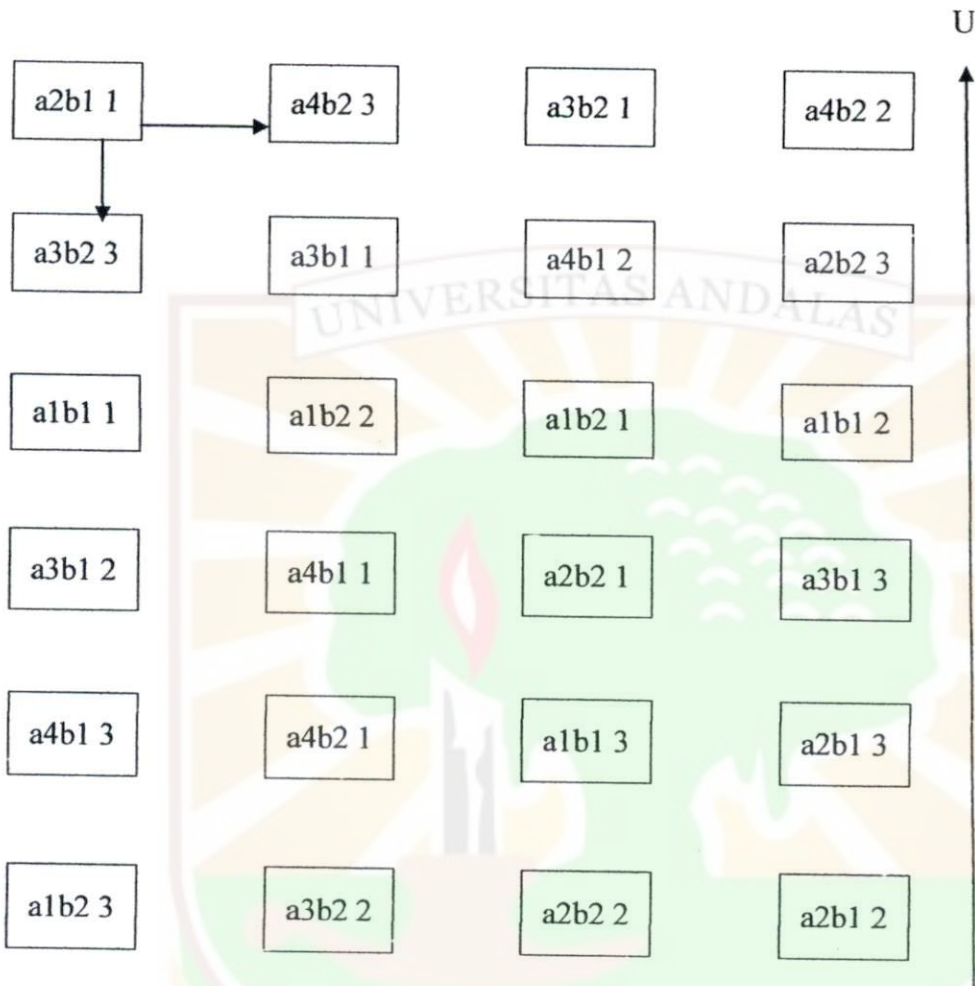 U
a2b1 1 a4b2 3 a3b2 1 a4b2 2
a3b2 3 a3b1 1 a4b1 2 a2b2 3
UNIVERSITAS ANDALAS
a1b1 1 a1b2 2 a1b2 1 a1b1 2
a3b1 2 a4b1 1 a2b2 1 a3b1 3
a4b1 3 a4b2 1 a1b1 3 a2b1 3
a1b2 3 a3b2 2 a2b2 2 a2b1 2